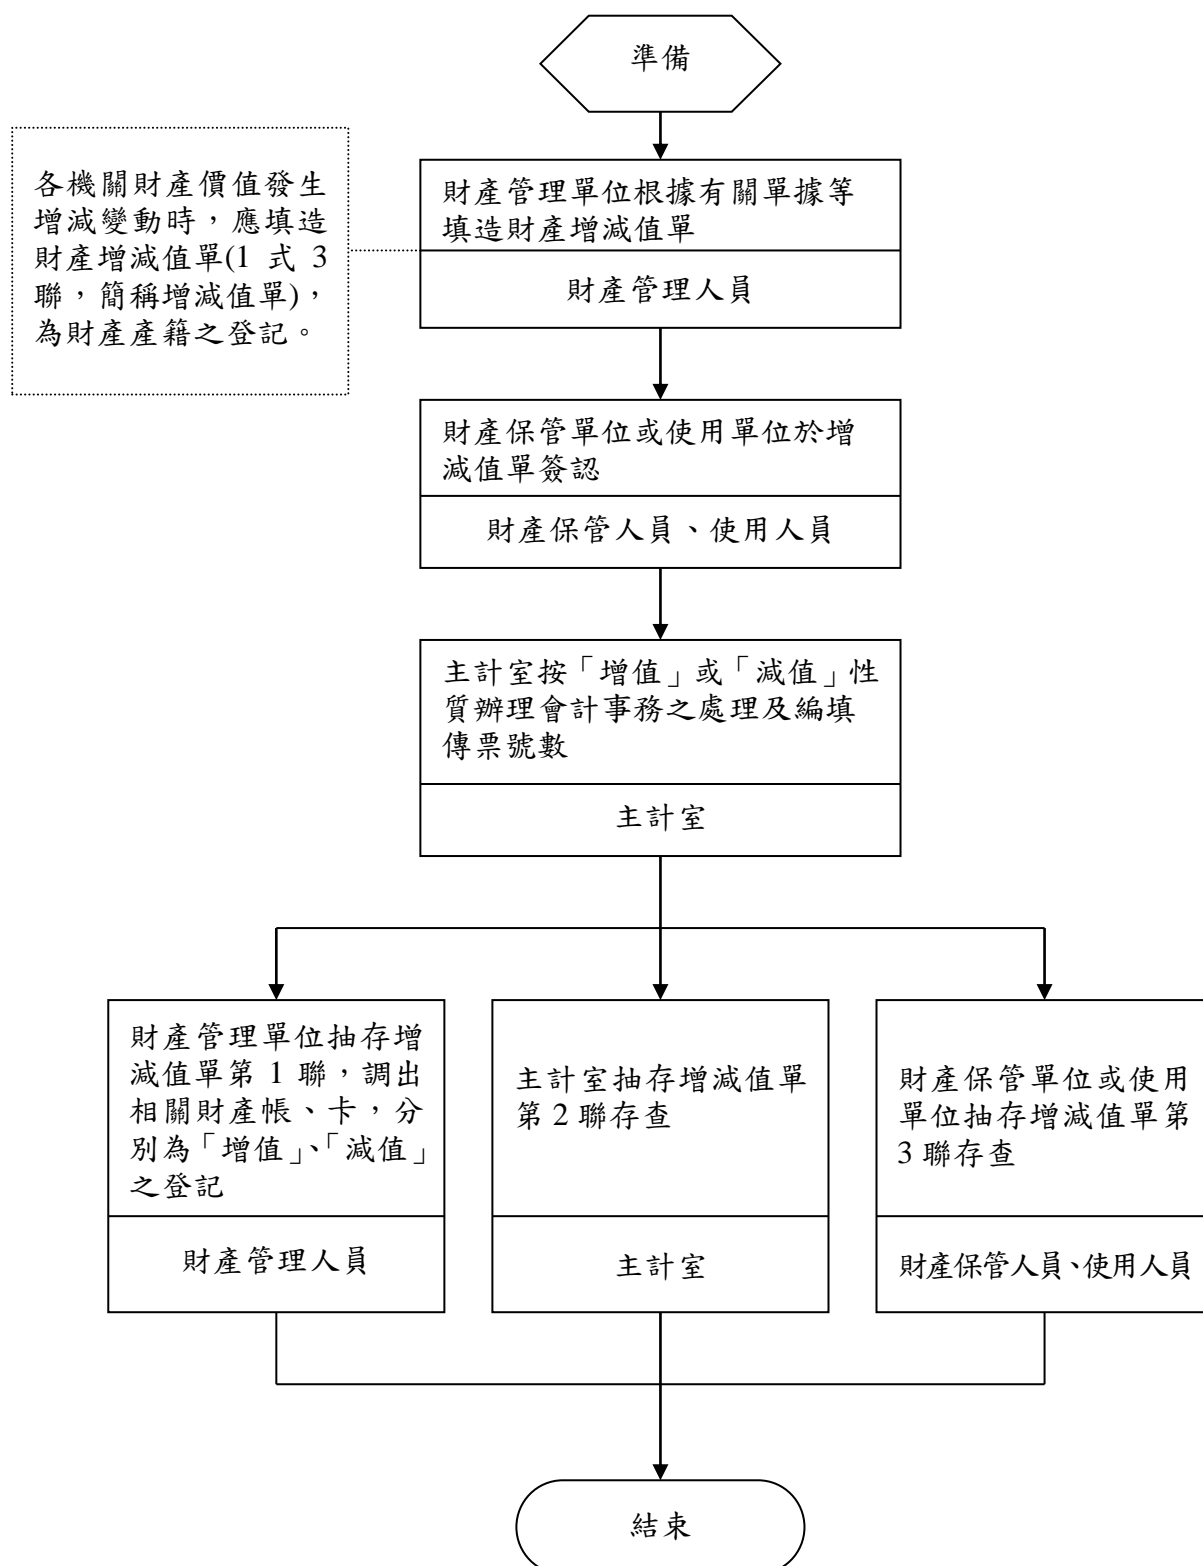 準備
各機關財產價值發生
增減變動時，應填造
財產增減值單(1 式 3
聯，簡稱增減值單)，
為財產產籍之登記。
財產管理單位根據有關單據等
填造財產增減值單
財產管理人員
財產保管單位或使用單位於增
減值單簽認
財產保管人員、使用人員
主計室按「增值」或「減值」性
質辦理會計事務之處理及編填
傳票號數
主計室
財產管理單位抽存增
減值單第 1 聯，調出
相關財產帳、卡，分
別為「增值」、「減值」
之登記
財產管理人員
主計室抽存增減值單
第 2 聯存查
主計室
財產保管單位或使用
單位抽存增減值單第
3 聯存查
財產保管人員、使用人員
結束